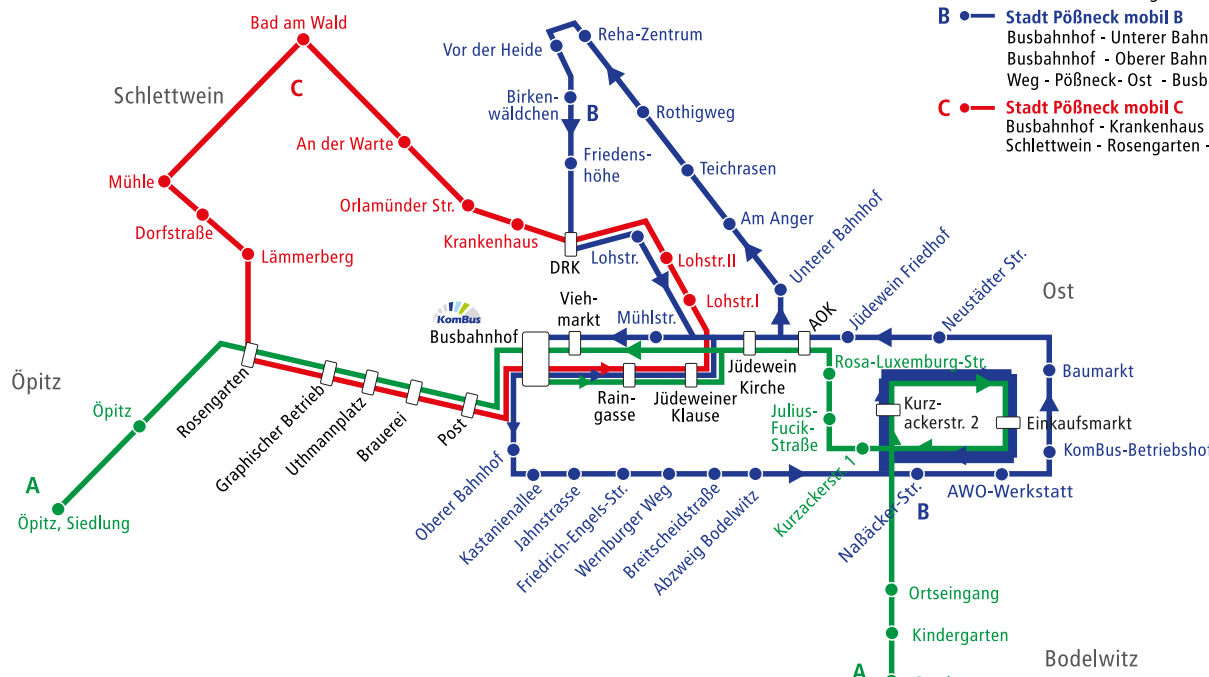 B
Stadt Pößneck mobil B
Busbahnhof - Unterer Bahn
Busbahnhof - Oberer Bahn
Weg - Pößneck- Ost - Busb
C
Stadt Pößneck mobil C
Busbahnhof - Krankenhaus
Schlettwein - Rosengarten -
Bad am Wald
C
Schlettwein
An der Warte
Mühle
Orlamünder Str.
Dorfstraße
Krankenhaus
Lämmerberg
Vor der Heide
Reha-Zentrum
Birken-
wäldchen
B
Rothigweg
Friedens-
höhe
Teichrasen
Am Anger
DRK
Lohstr.
Lohstr.II
Lohstr.I
Unterer Bahnhof
Jüdewein Friedhof
Neustädter Str.
Ost
AOK
KomBus
Busbahnhof
Vieh-
markt
Mühlstr.
Jüdewein
Kirche
Rosa-Luxemburg-Str.
Baumarkt
Öpitz
Öpitz
Rosengarten
Graphischer Betrieb
Uthmannplatz
Brauerei
Post
Rain-
gasse
Jüdeweiner
Klause
Julius-
Fucik-
Straße
Kurz-
ackerstr. 2
Einkaufsmarkt
KomBus-Betriebshof
A
Öpitz, Siedlung
Oberer Bahnhof
Kastanienallee
Jahnstrasse
Friedrich-Engels-Str.
Wernburger Weg
Breitscheidstraße
Abzweig Bodelwitz
Kurzackerstr. 1
Naßäcker-Str.
B
AWO-Werkstatt
Ortseingang
Kindergarten
Bodelwitz
A